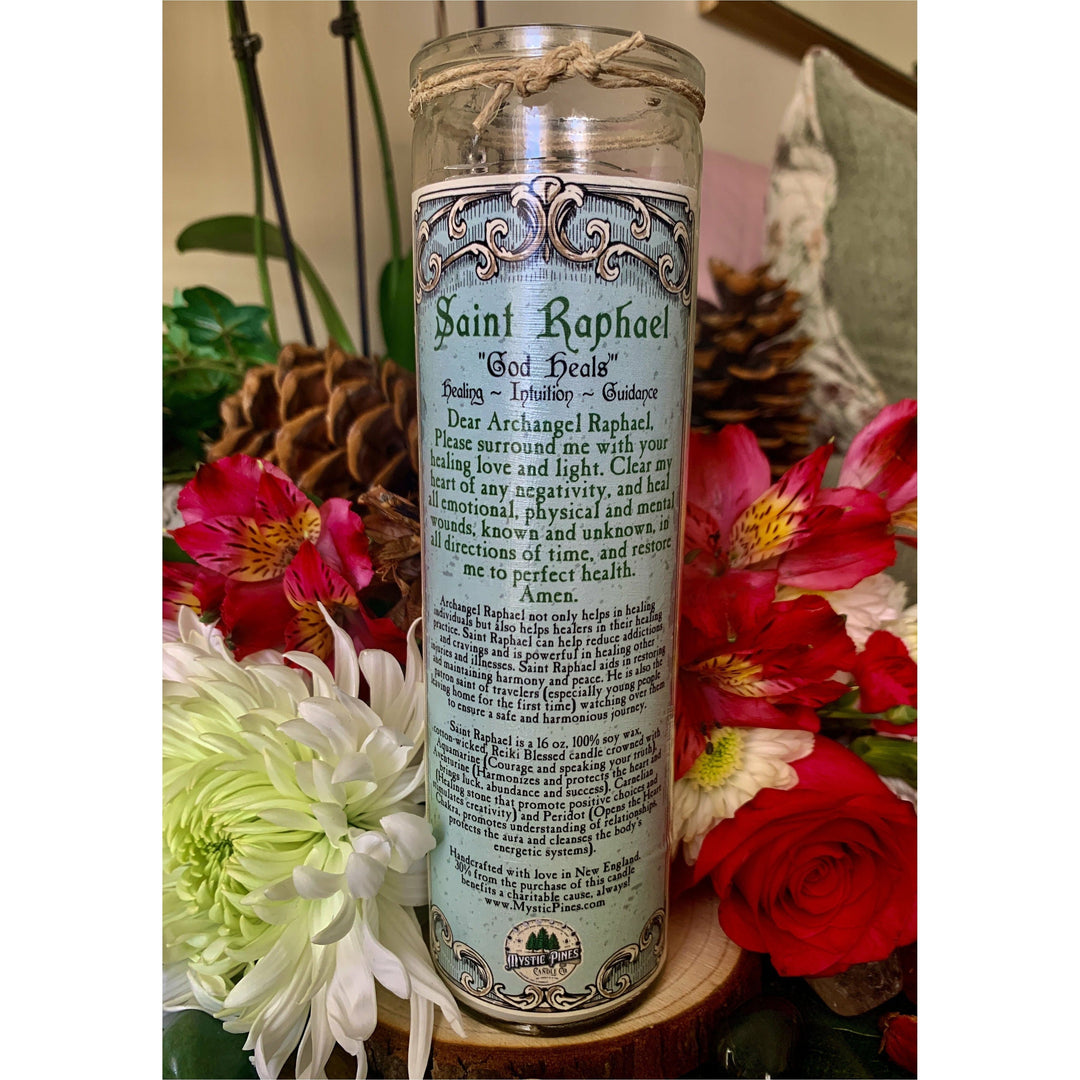 Saint Raphael
"God Heals"
Healing ~ Intuition ~ Guidance
Dear Archangel Raphael,
Please surround me with your
healing love and light. Clear my
heart of any negativity, and heal
all emotional, physical and mental
wounds, known and unknown, in
all directions of time, and restore
me to perfect health.
Amen.
Archangel Raphael not only helps in healing
individuals but also helps healers in their healing
practice. Saint Raphael can help reduce addictions
and cravings and is powerful in healing other
injuries and illnesses. Saint Raphael aids in restoring
and maintaining harmony and peace. He is also the
patron saint of travelers (especially young people
leaving home for the first time) watching over them
to ensure a safe and harmonious journey.
Saint Raphael is a 16 oz, 100% soy wax,
cotton-wicked, Reiki Blessed candle crowned with
Aquamarine (Courage and speaking your truth),
Aventurine (Harmonizes and protects the heart and
brings luck, abundance and success), Carnelian
(Healing stone that promote positive choices and
stimulates creativity) and Peridot (Opens the Heart
Chakra, promotes understanding of relationships,
protects the aura and cleanses the body's
energetic systems).
Handcrafted with love in New England.
30% from the purchase of this candle
benefits a charitable cause, always!
www.MysticPines.com
MYSTIC PINES
CANDLE CO